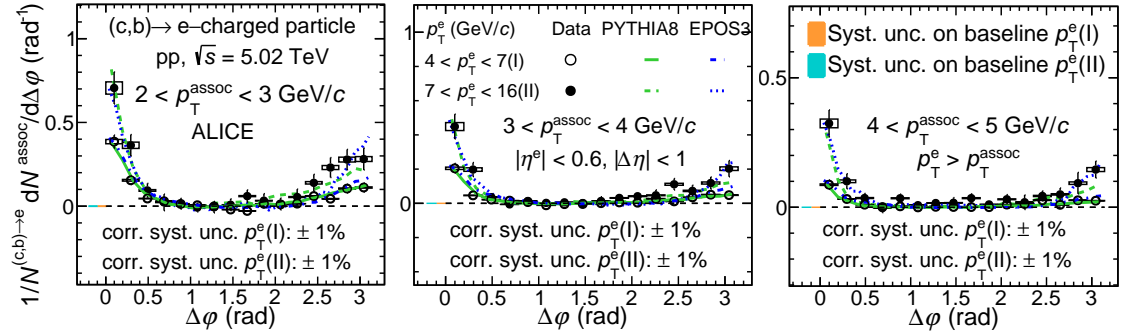 1/N^{(c,b)→e} dN^{assoc}/dΔφ (rad⁻¹)
1
0.5
0
(c,b)→ e−charged particle
pp, √s = 5.02 TeV
2 < p_T^{assoc} < 3 GeV/c
ALICE
corr. syst. unc. p_T^e(I): ± 1%
corr. syst. unc. p_T^e(II): ± 1%
0 0.5 1 1.5 2 2.5 3
Δφ (rad)
1
0
p_T^e (GeV/c) Data PYTHIA8 EPOS3
4 < p_T^e < 7(I)
7 < p_T^e < 16(II)
3 < p_T^{assoc} < 4 GeV/c
|η^e| < 0.6, |Δη| < 1
corr. syst. unc. p_T^e(I): ± 1%
corr. syst. unc. p_T^e(II): ± 1%
0 0.5 1 1.5 2 2.5 3
Δφ (rad)
0.5
0
Syst. unc. on baseline p_T^e(I)
Syst. unc. on baseline p_T^e(II)
4 < p_T^{assoc} < 5 GeV/c
p_T^e > p_T^{assoc}
corr. syst. unc. p_T^e(I): ± 1%
corr. syst. unc. p_T^e(II): ± 1%
0 0.5 1 1.5 2 2.5 3
Δφ (rad)